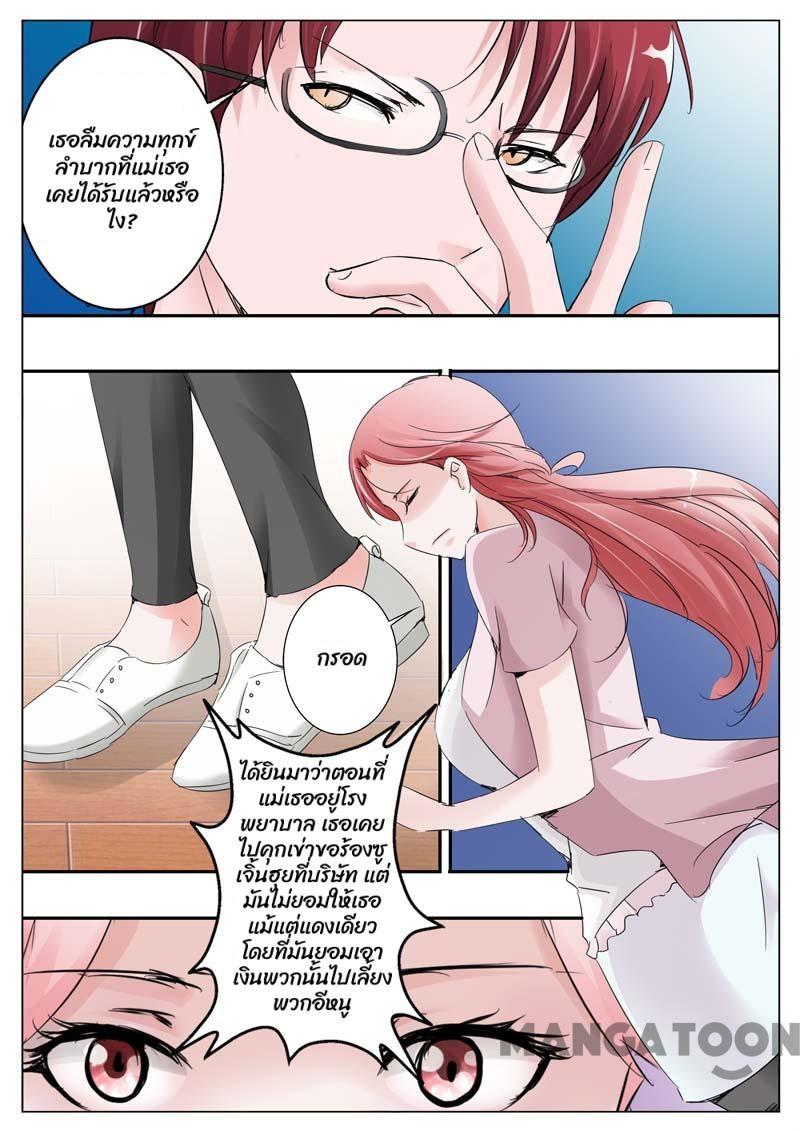 เธอลืมความทุกข์
ลำบากที่แม่เธอ
เคยได้รับแล้วหรือ
ไง?
กรอด
ได้ยินมาว่าตอนที่
แม่เธออยู่โรง
พยาบาล เธอเคย
ไปคุกเข่าขอร้องซู
เจิ้นฮุยที่บริษัท แต่
มันไม่ยอมให้เธอ
แม้แต่แดงเดียว
โดยที่มันยอมเอา
เงินพวกนั้นไปเลี้ยง
พวกอีหนู
MANGATOON